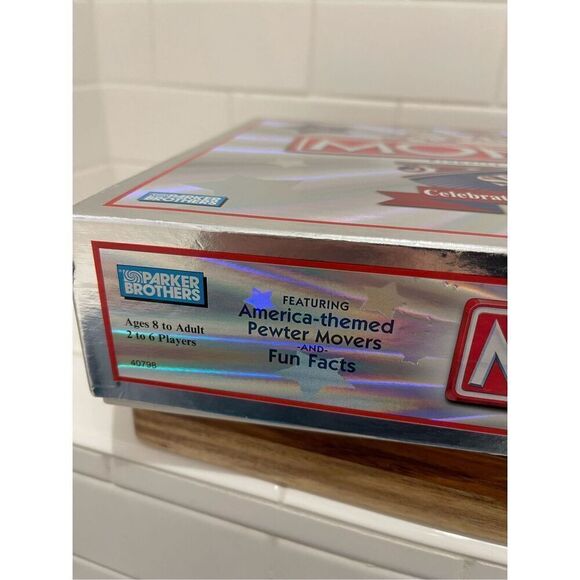 MO
Celebrat
PARKER
BROTHERS
PARKER
BROTHERS
Ages 8 to Adult
2 to 6 Players
40798
FEATURING
America-themed
Pewter Movers
-AND-
Fun Facts